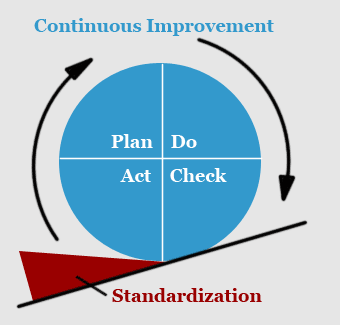 Continuous Improvement
Plan Do
Act Check
Standardization